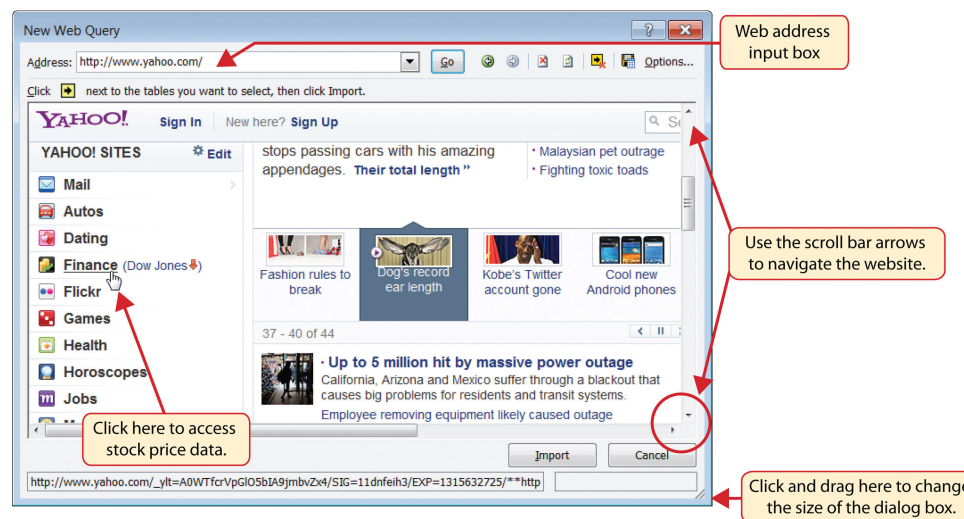 New Web Query
Web address
input box
Address: http://www.yahoo.com/
Go
Options...
Click next to the tables you want to select, then click Import.
YAHOO!
Sign In
New here? Sign Up
YAHOO! SITES
Edit
Mail
Autos
Dating
Finance (Dow Jones)
Flickr
Games
Health
Horoscopes
Jobs
stops passing cars with his amazing
appendages. Their total length »
· Malaysian pet outrage
· Fighting toxic toads
Fashion rules to
break
Dog's record
ear length
Kobe's Twitter
account gone
Cool new
Android phones
37 - 40 of 44
· Up to 5 million hit by massive power outage
California, Arizona and Mexico suffer through a blackout that
causes big problems for residents and transit systems.
Employee removing equipment likely caused outage
Use the scroll bar arrows
to navigate the website.
Click here to access
stock price data.
Import
Cancel
http://www.yahoo.com/_ylt=A0WTfcrVpGlO5bIA9jmbvZx4/SIG=11dnfeih3/EXP=1315632725/**http
Click and drag here to change
the size of the dialog box.